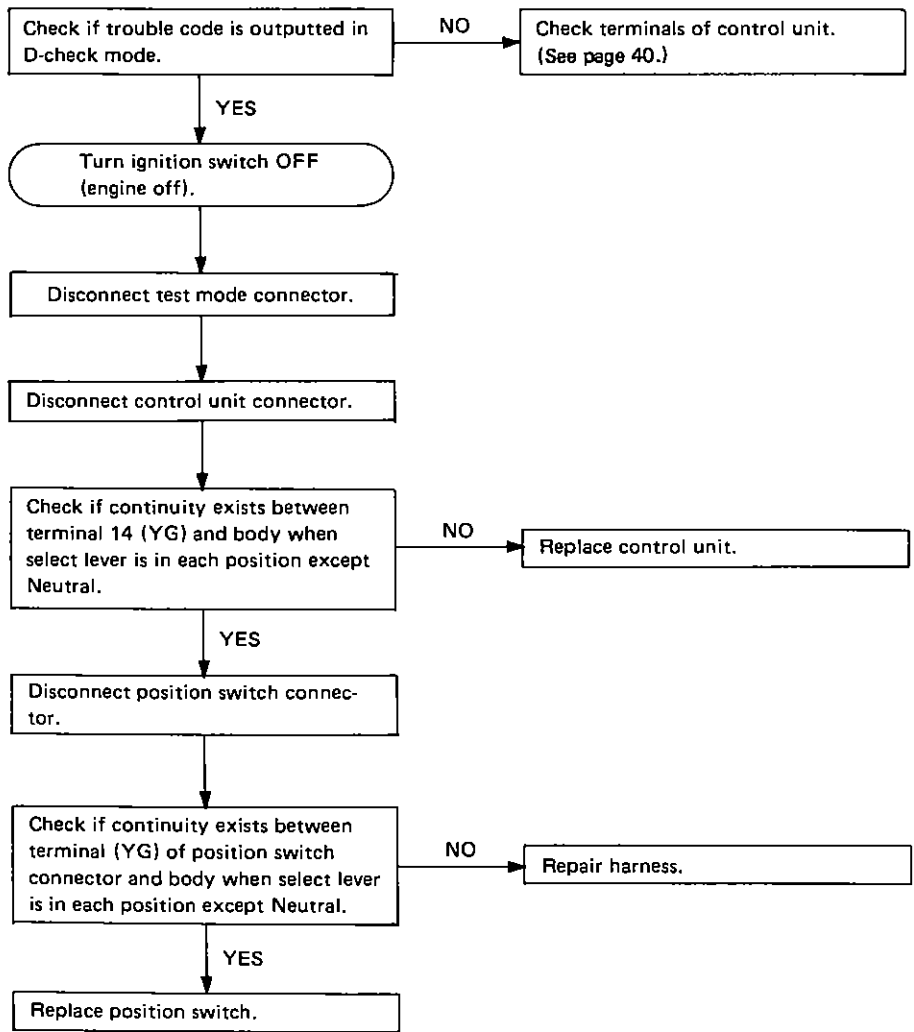 Check if trouble code is outputted in
D-check mode.
NO
Check terminals of control unit.
(See page 40.)
YES
Turn ignition switch OFF
(engine off).
Disconnect test mode connector.
Disconnect control unit connector.
Check if continuity exists between
terminal 14 (YG) and body when
select lever is in each position except
Neutral.
NO
Replace control unit.
YES
Disconnect position switch connec-
tor.
Check if continuity exists between
terminal (YG) of position switch
connector and body when select lever
is in each position except Neutral.
NO
Repair harness.
YES
Replace position switch.